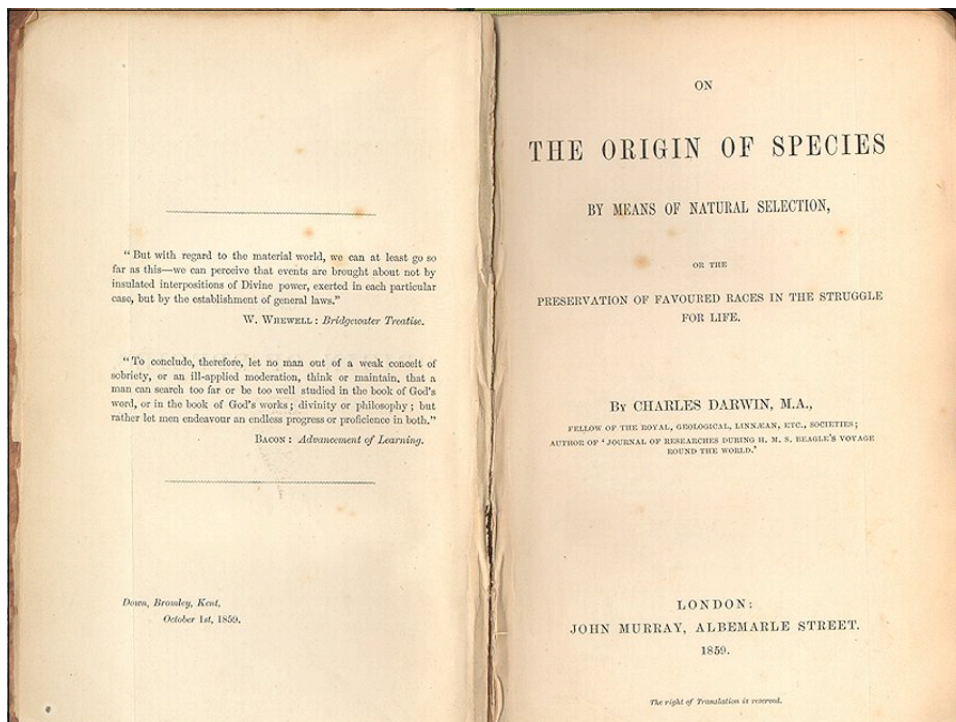 “But with regard to the material world, we can at least go so
far as this—we can perceive that events are brought about not by
insulated interpositions of Divine power, exerted in each particular
case, but by the establishment of general laws.”
W. WHEWELL: Bridgewater Treatise.
“To conclude, therefore, let no man out of a weak conceit of
sobriety, or an ill-applied moderation, think or maintain, that a
man can search too far or be too well studied in the book of God’s
word, or in the book of God’s works; divinity or philosophy; but
rather let men endeavour an endless progress or proficience in both.”
BACON: Advancement of Learning.
Down, Bromley, Kent,
October 1st, 1859.
ON
THE ORIGIN OF SPECIES
BY MEANS OF NATURAL SELECTION,
OR THE
PRESERVATION OF FAVOURED RACES IN THE STRUGGLE
FOR LIFE.
BY CHARLES DARWIN, M.A.,
FELLOW OF THE ROYAL, GEOLOGICAL, LINNÆAN, ETC., SOCIETIES;
AUTHOR OF ‘JOURNAL OF RESEARCHES DURING H. M. S. BEAGLE’S VOYAGE
ROUND THE WORLD.’
LONDON:
JOHN MURRAY, ALBEMARLE STREET.
1859.
The right of Translation is reserved.